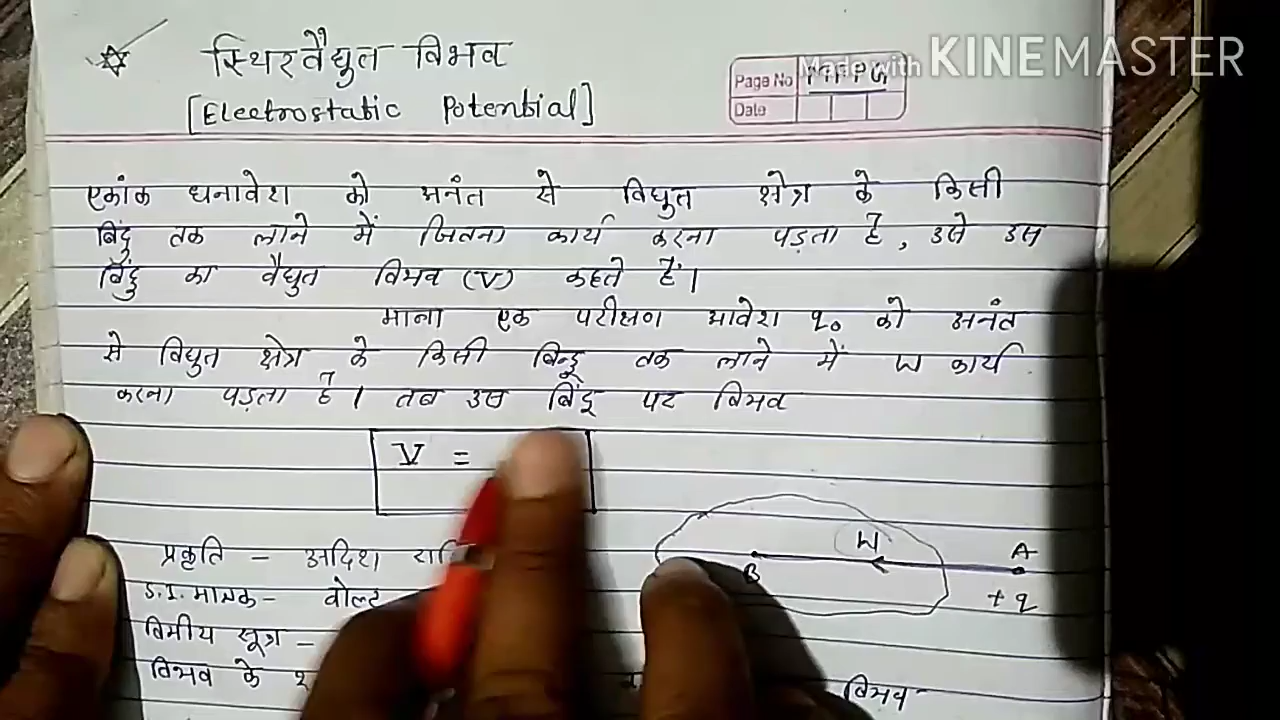 स्थिरवैद्युत विभव
[Electrostatic Potential]
Made with KINEMASTER
Page No
Date
एकांक धनावेश को अनंत से विद्युत क्षेत्र के किसी
बिंदु तक लाने में जितना कार्य करना पड़ता है, उसे उस
बिंदु का वैद्युत विभव (V) कहते हैं।
माना एक परीक्षण आवेश q₀ को अनंत
से विद्युत क्षेत्र के किसी बिन्दू तक लाने में W कार्य
करना पड़ता है। तब उस बिंदू पर विभव
V =
W
A
B
+q
प्रकृति - अदिश
S.I. मात्रक - वोल्ट
विमीय सूत्र -
विभव के
विभव-